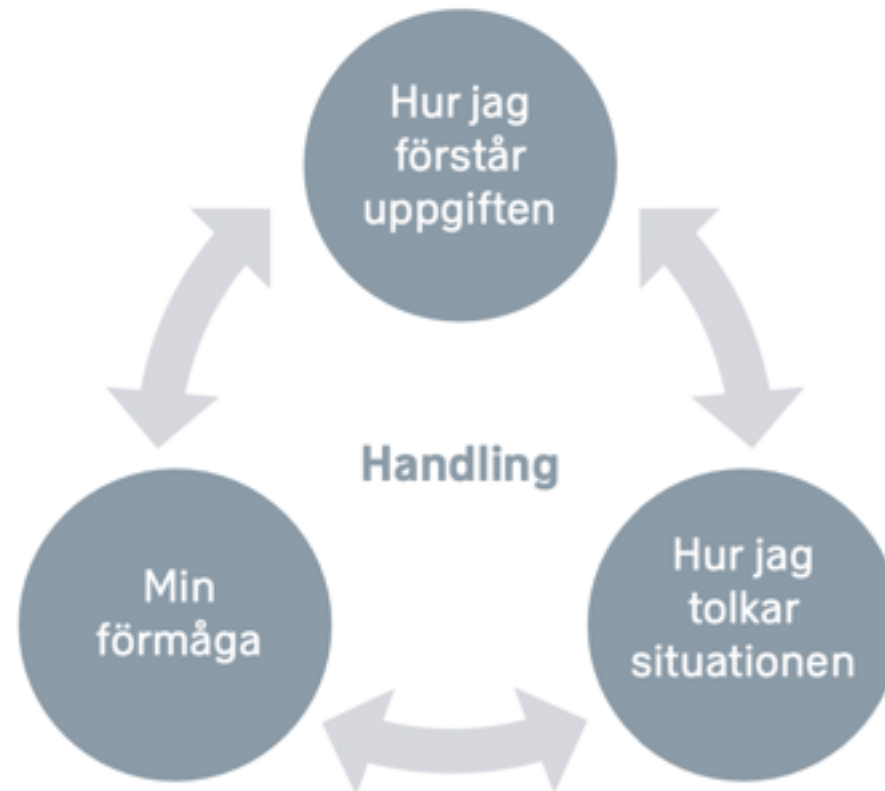 Hur jag
förstår
uppgiften
Handling
Min
förmåga
Hur jag
tolkar
situationen